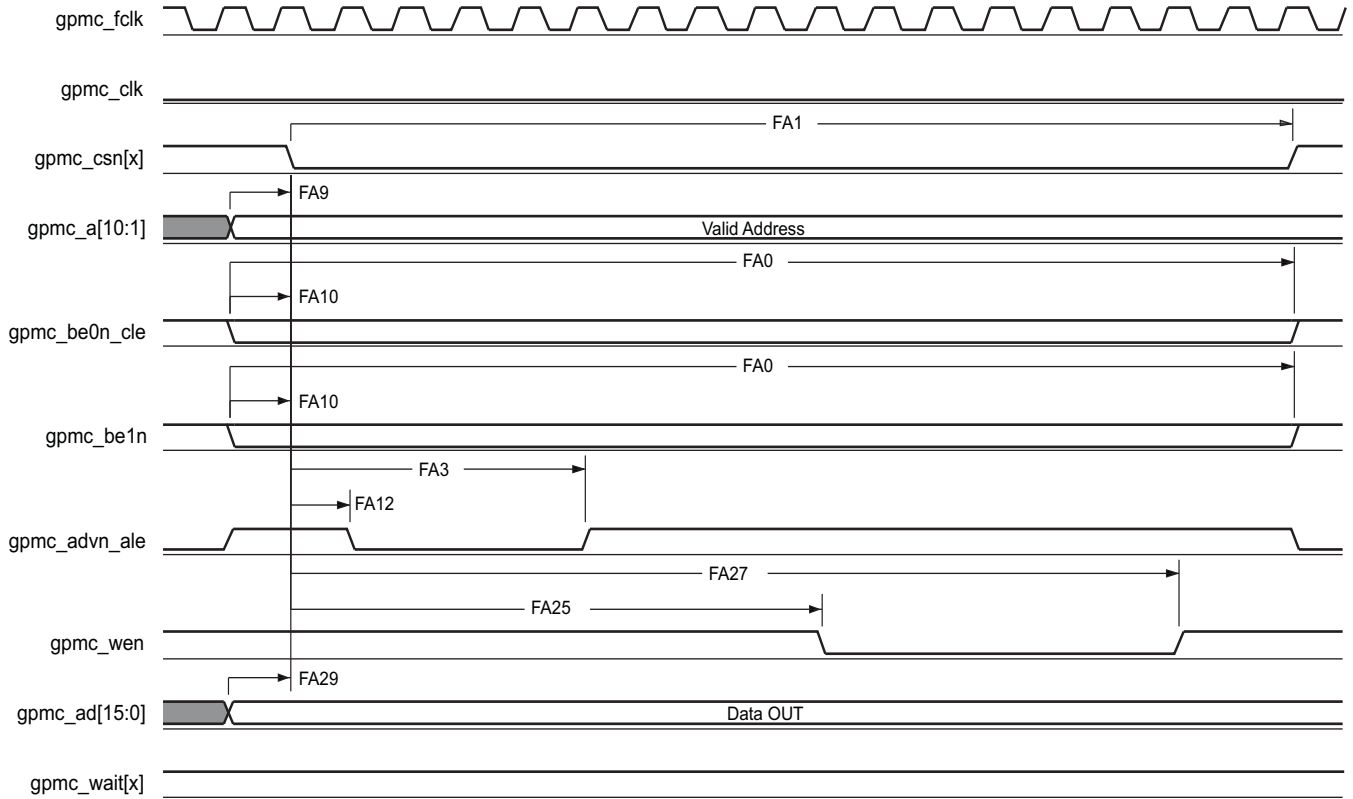 gpmc_fclk
gpmc_clk
FA1
gpmc_csn[x]
FA9
gpmc_a[10:1]
Valid Address
FA0
FA10
gpmc_be0n_cle
FA0
FA10
gpmc_be1n
FA3
FA12
gpmc_advn_ale
FA27
FA25
gpmc_wen
FA29
gpmc_ad[15:0]
Data OUT
gpmc_wait[x]